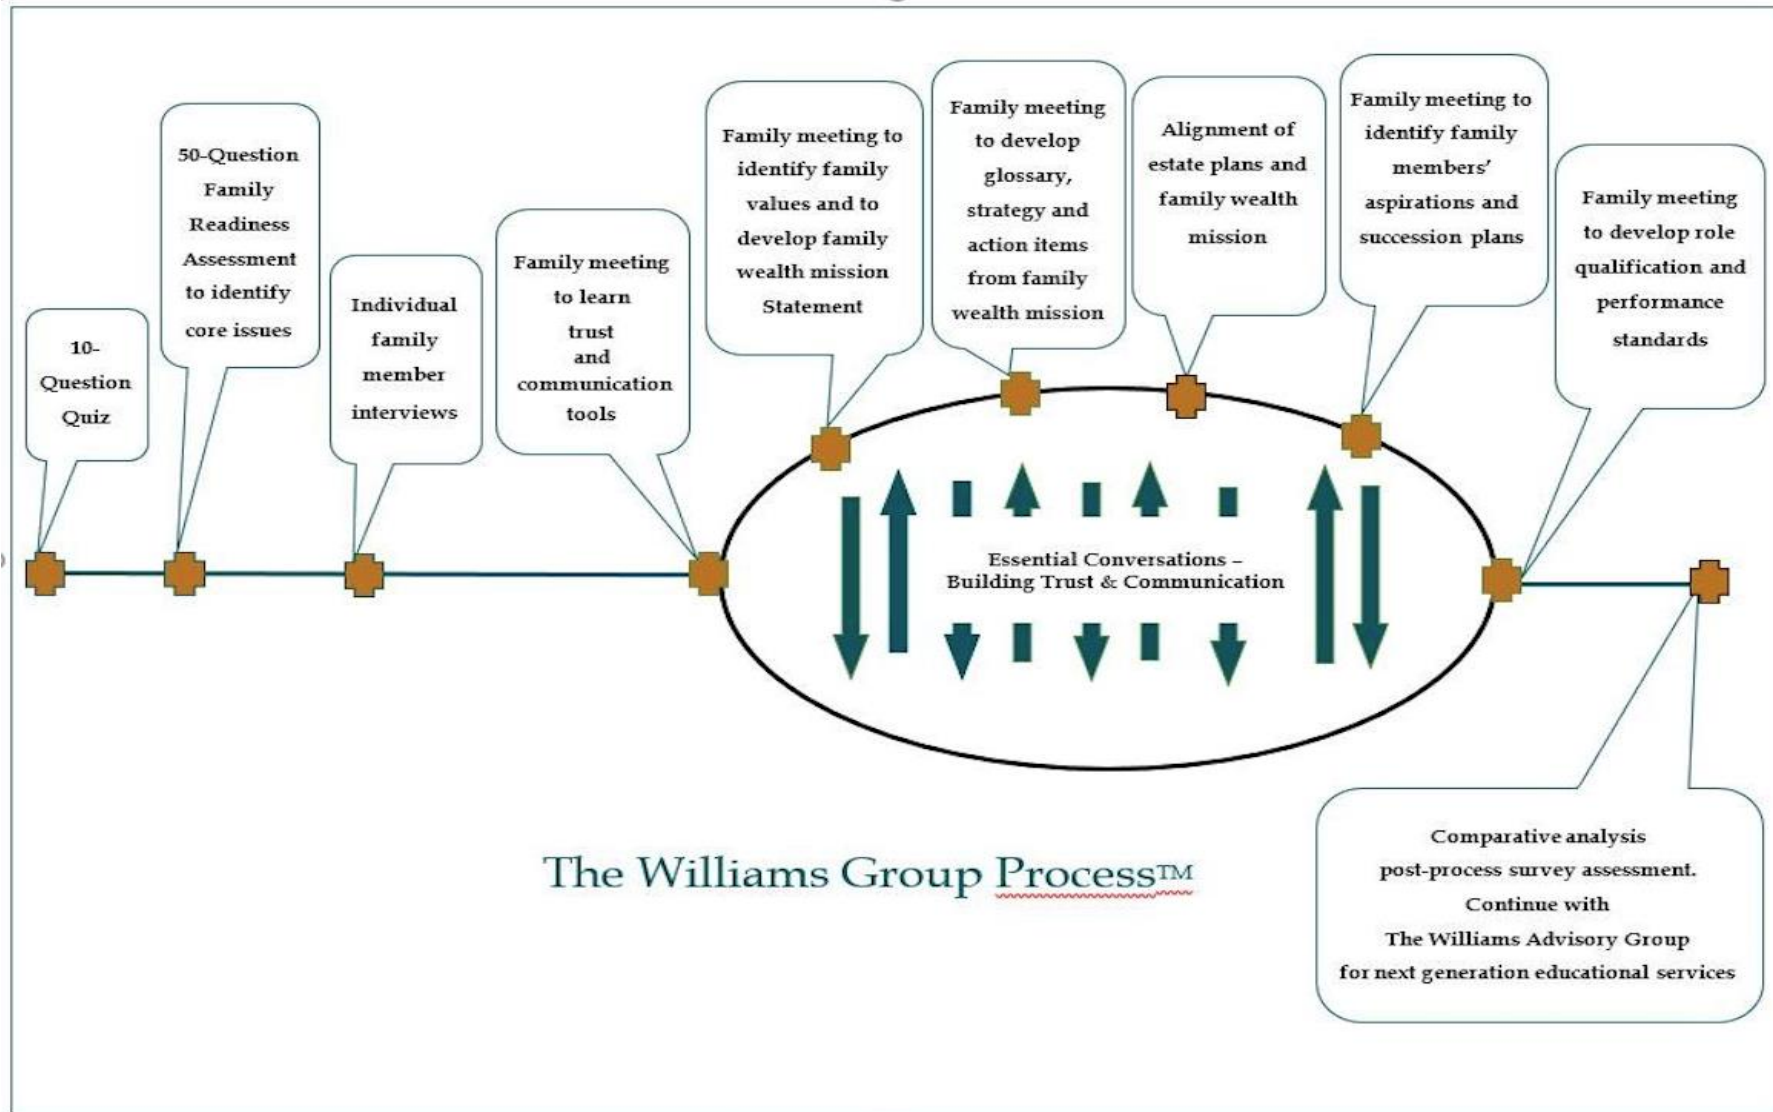 10-
Question
Quiz
50-Question
Family
Readiness
Assessment
to identify
core issues
Individual
family
member
interviews
Family meeting
to learn
trust
and
communication
tools
Family meeting to
identify family
values and to
develop family
wealth mission
Statement
Family meeting
to develop
glossary,
strategy and
action items
from family
wealth mission
Alignment of
estate plans and
family wealth
mission
Family meeting to
identify family
members’
aspirations and
succession plans
Family meeting
to develop role
qualification and
performance
standards
Essential Conversations –
Building Trust & Communication
Comparative analysis
post-process survey assessment.
Continue with
The Williams Advisory Group
for next generation educational services
The Williams Group Process™